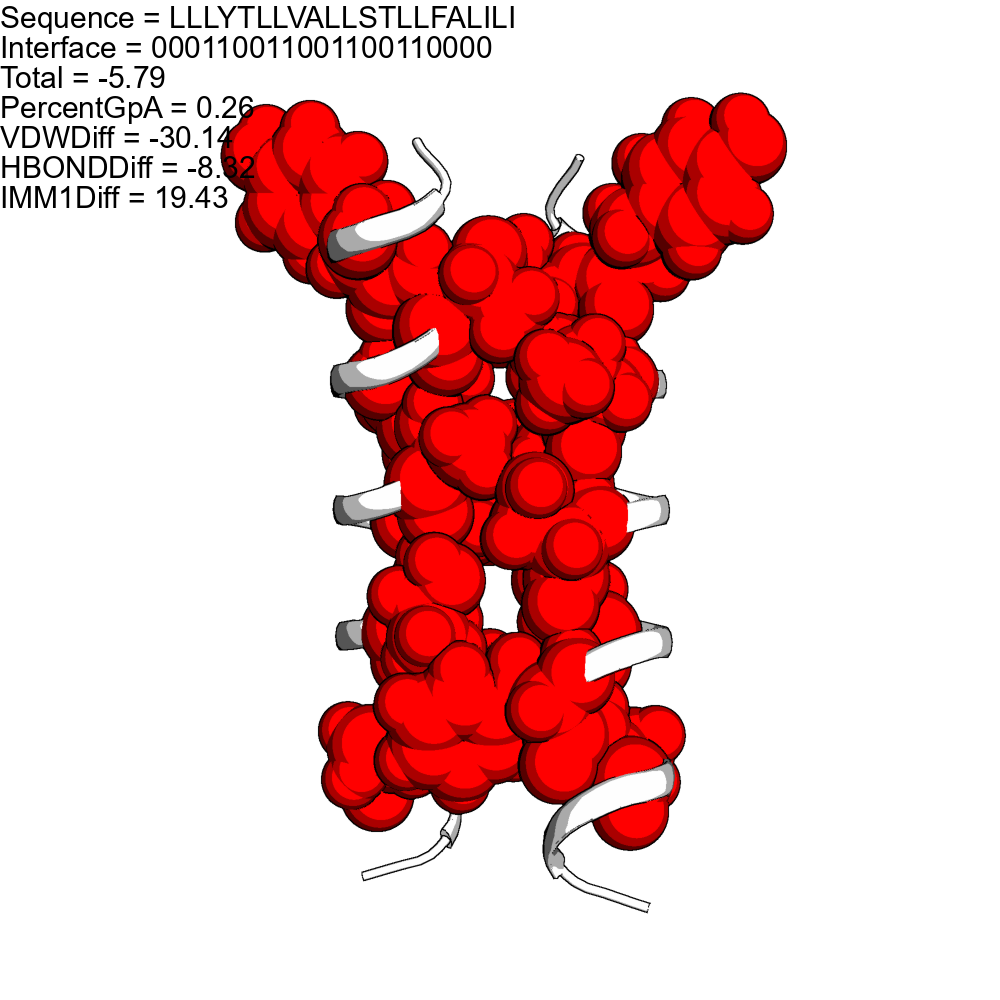 Sequence = LLLYTLLVALLSTLLFALILI
Interface = 000110011001100110000
Total = -5.79
PercentGpA = 0.26
VDWDiff = -30.14
HBONDDiff = -8.32
IMM1Diff = 19.43